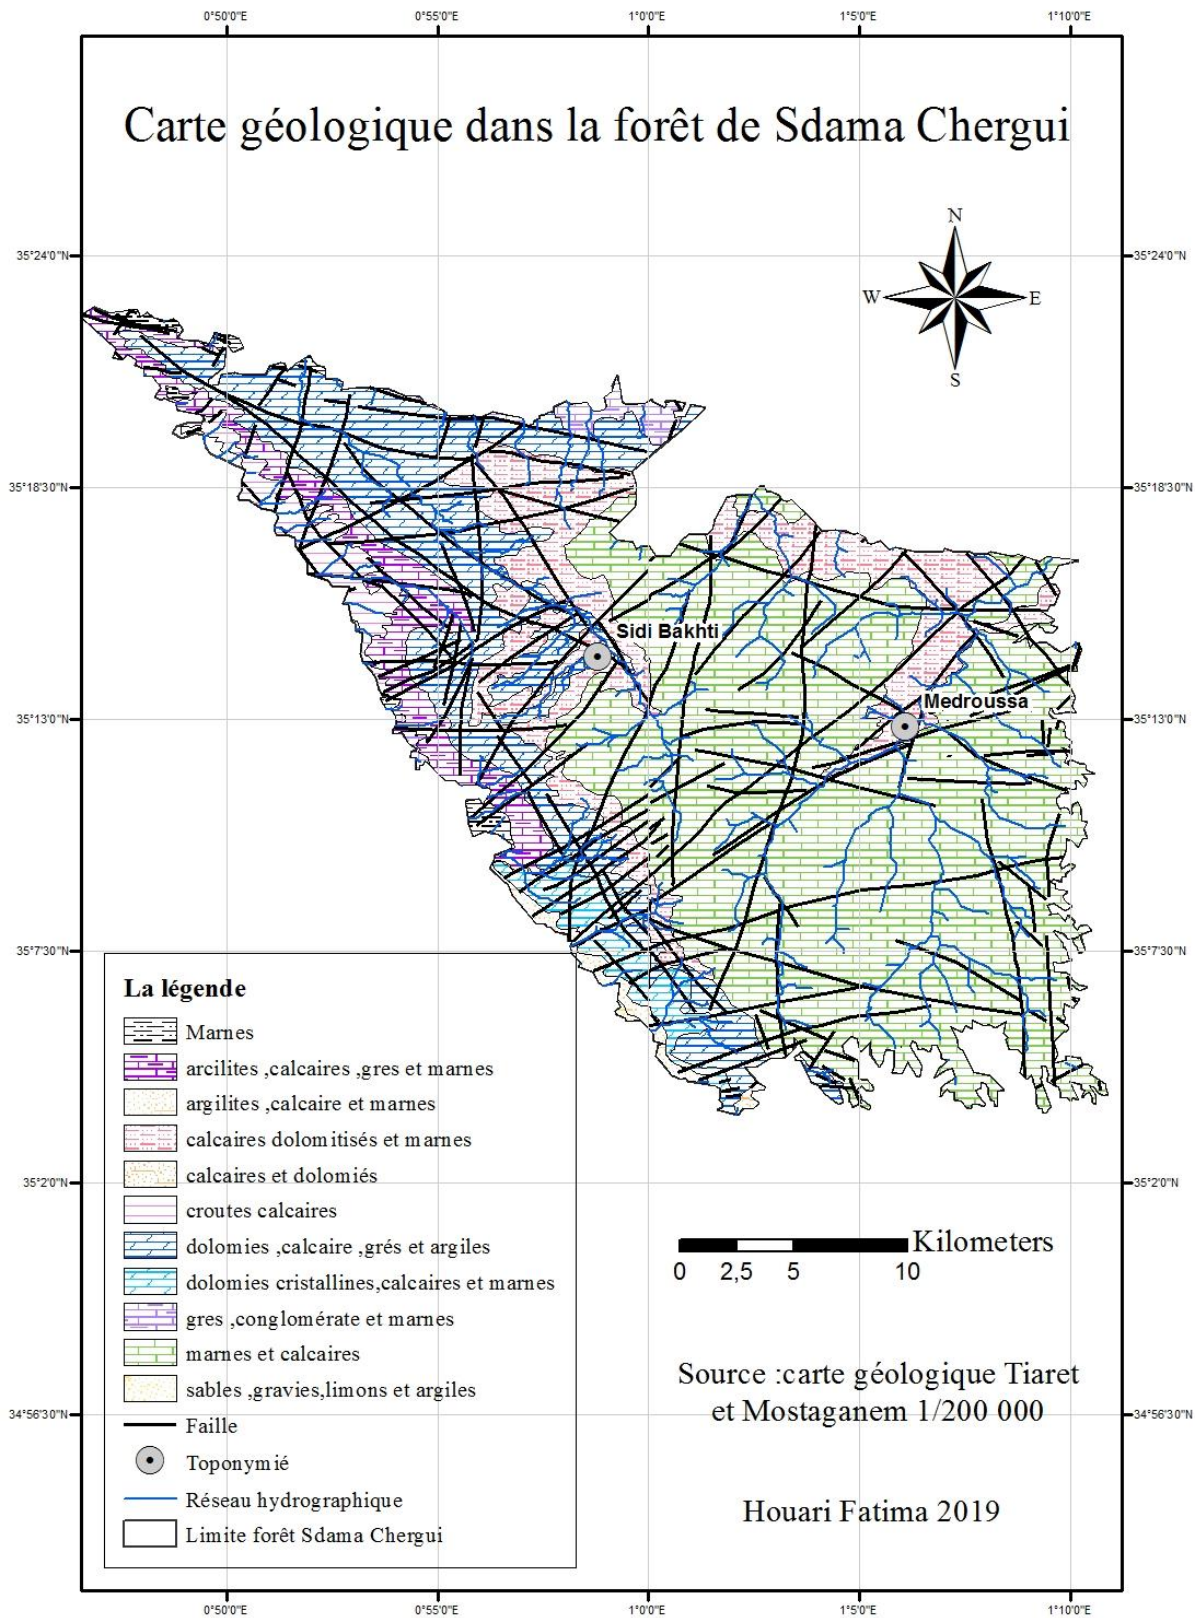 0°50'0"E 0°55'0"E 1°0'0"E 1°5'0"E 1°10'0"E
Carte géologique dans la forêt de Sdama Chergui
N
35°24'0"N 35°24'0"N
W E
S
35°18'30"N 35°18'30"N
Sidi Bakhti
Medroussa
35°13'0"N 35°13'0"N
35°7'30"N 35°7'30"N
La légende
Marnes
arcilites ,calcaires ,gres et marnes
argilites ,calcaire et marnes
calcaires dolomitisés et marnes
calcaires et dolomiés
croutes calcaires
dolomies ,calcaire ,grés et argiles
dolomies cristallines,calcaires et marnes
gres ,conglomérate et marnes
marnes et calcaires
sables ,gravies,limons et argiles
Faille
Toponymié
Réseau hydrographique
Limite forêt Sdama Chergui
35°2'0"N 35°2'0"N
Kilometers
0 2,5 5 10
Source :carte géologique Tiaret
et Mostaganem 1/200 000
34°56'30"N 34°56'30"N
Houari Fatima 2019
0°50'0"E 0°55'0"E 1°0'0"E 1°5'0"E 1°10'0"E